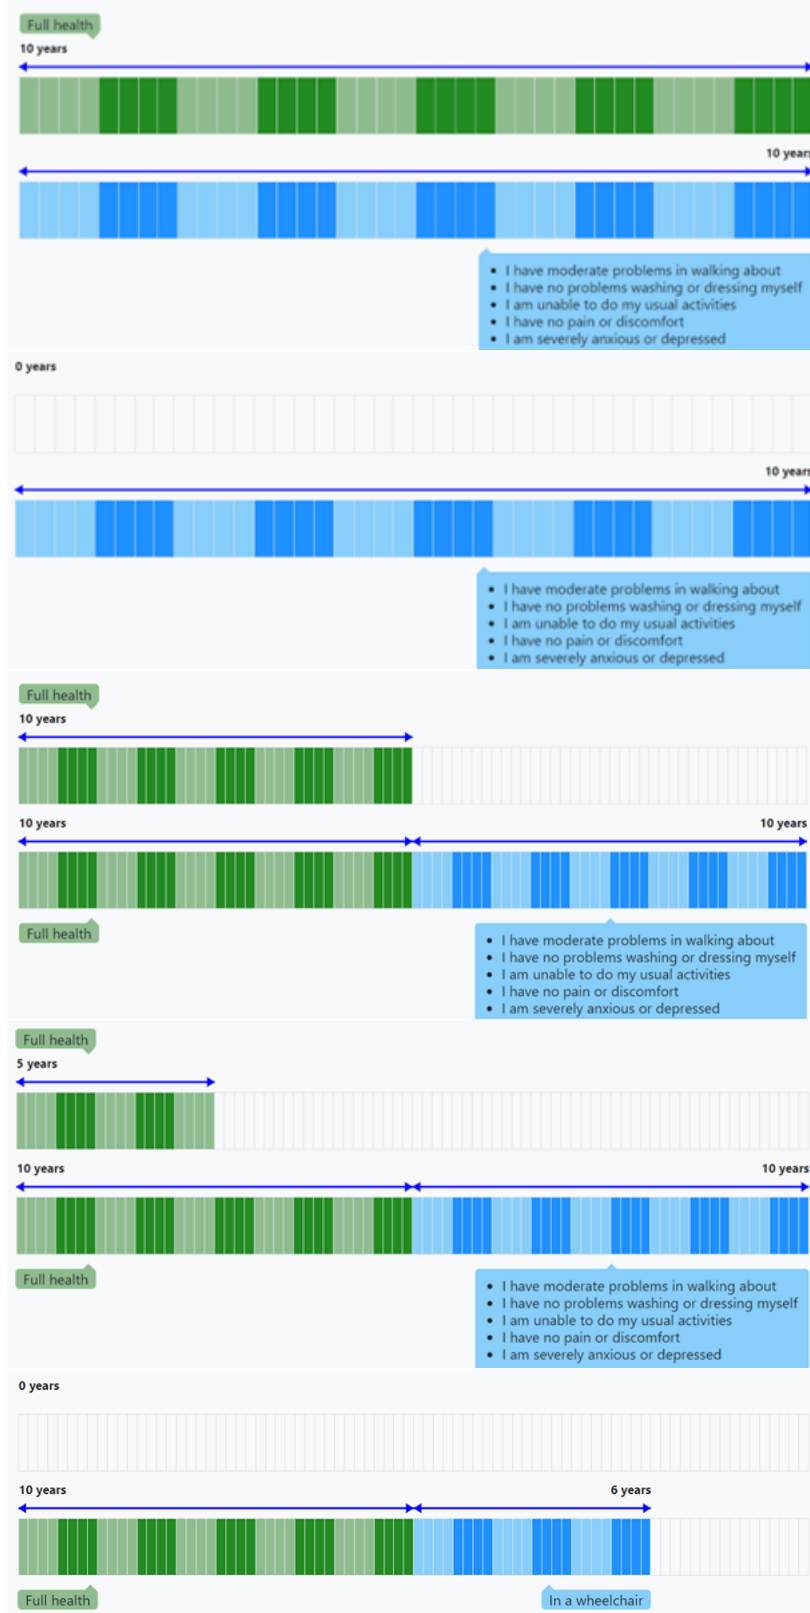 Full health
10 years
10 years
• I have moderate problems in walking about
• I have no problems washing or dressing myself
• I am unable to do my usual activities
• I have no pain or discomfort
• I am severely anxious or depressed
0 years
10 years
• I have moderate problems in walking about
• I have no problems washing or dressing myself
• I am unable to do my usual activities
• I have no pain or discomfort
• I am severely anxious or depressed
Full health
10 years
10 years 10 years
Full health
• I have moderate problems in walking about
• I have no problems washing or dressing myself
• I am unable to do my usual activities
• I have no pain or discomfort
• I am severely anxious or depressed
Full health
5 years
10 years 10 years
Full health
• I have moderate problems in walking about
• I have no problems washing or dressing myself
• I am unable to do my usual activities
• I have no pain or discomfort
• I am severely anxious or depressed
0 years
10 years 6 years
Full health In a wheelchair